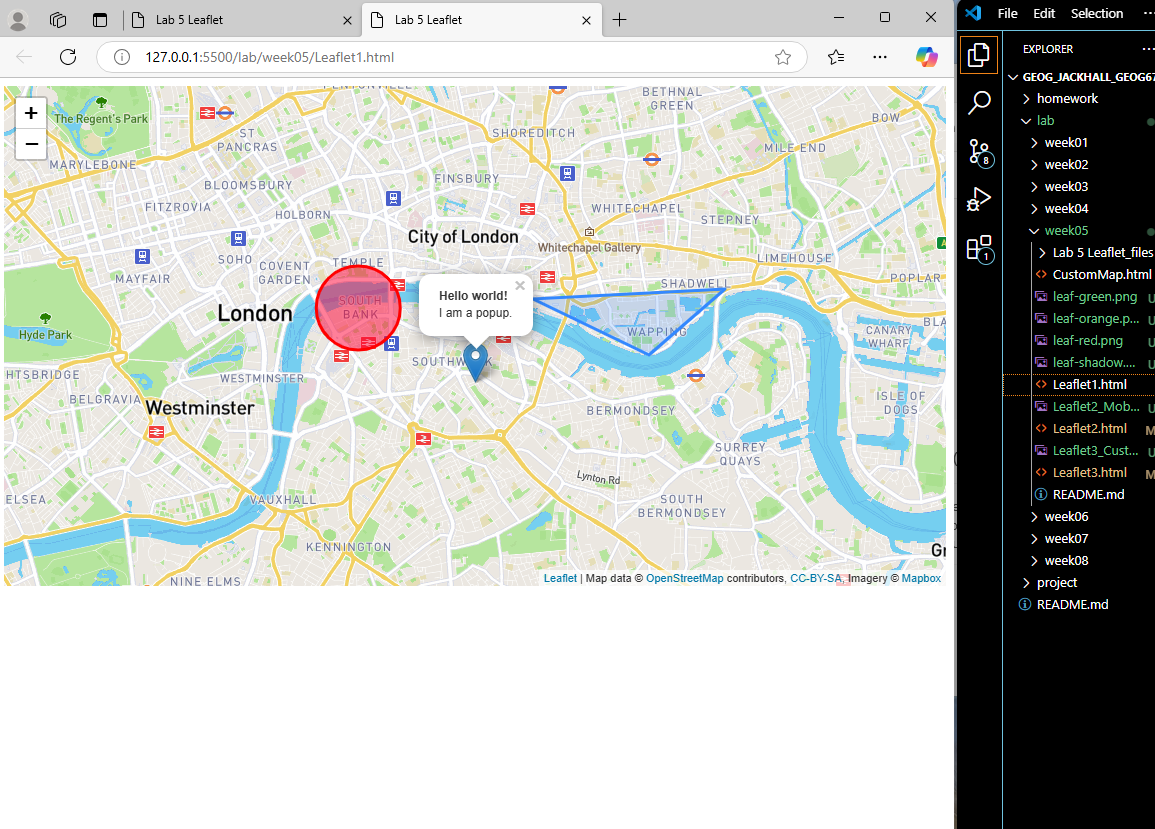 Lab 5 Leaflet
Lab 5 Leaflet
File Edit Selection ...
127.0.0.1:5500/lab/week05/Leaflet1.html
EXPLORER
GEOG_JACKHALL_GEOG67
homework
lab
week01
week02
week03
week04
week05
Lab 5 Leaflet_files
CustomMap.html
leaf-green.png U
leaf-orange.p... U
leaf-red.png U
leaf-shadow.... U
Leaflet1.html
Leaflet2_Mob... U
Leaflet2.html M
Leaflet3_Cust... U
Leaflet3.html M
README.md
week06
week07
week08
project
README.md
8
1
+
−
The Regent's Park
MARYLEBONE
ST
PANCRAS
BETHNAL
GREEN
BOW
SHOREDITCH
MILE END
BLOOMSBURY
FINSBURY
FITZROVIA
HOLBORN
WHITECHAPEL
STEPNEY
City of London
Whitechapel Gallery
SOHO
COVENT
GARDEN
TEMPLE
LIMEHOUSE
MAYFAIR
POPLAR
SHADWELL
Hello world!
I am a popup.
×
SOUTH
BANK
London
Hyde Park
WAPPING
CANARY
WHARF
BLA
SOUTHW K
HTSBRIDGE
WESTMINSTER
BELGRAVIA
Westminster
BERMONDSEY
ISLE OF
DOGS
SURREY
QUAYS
Lynton Rd
ELSEA
VAUXHALL
SOUTH
BERMONDSEY
KENNINGTON
Gr
NINE ELMS
Leaflet | Map data © OpenStreetMap contributors, CC-BY-SA, Imagery © Mapbox